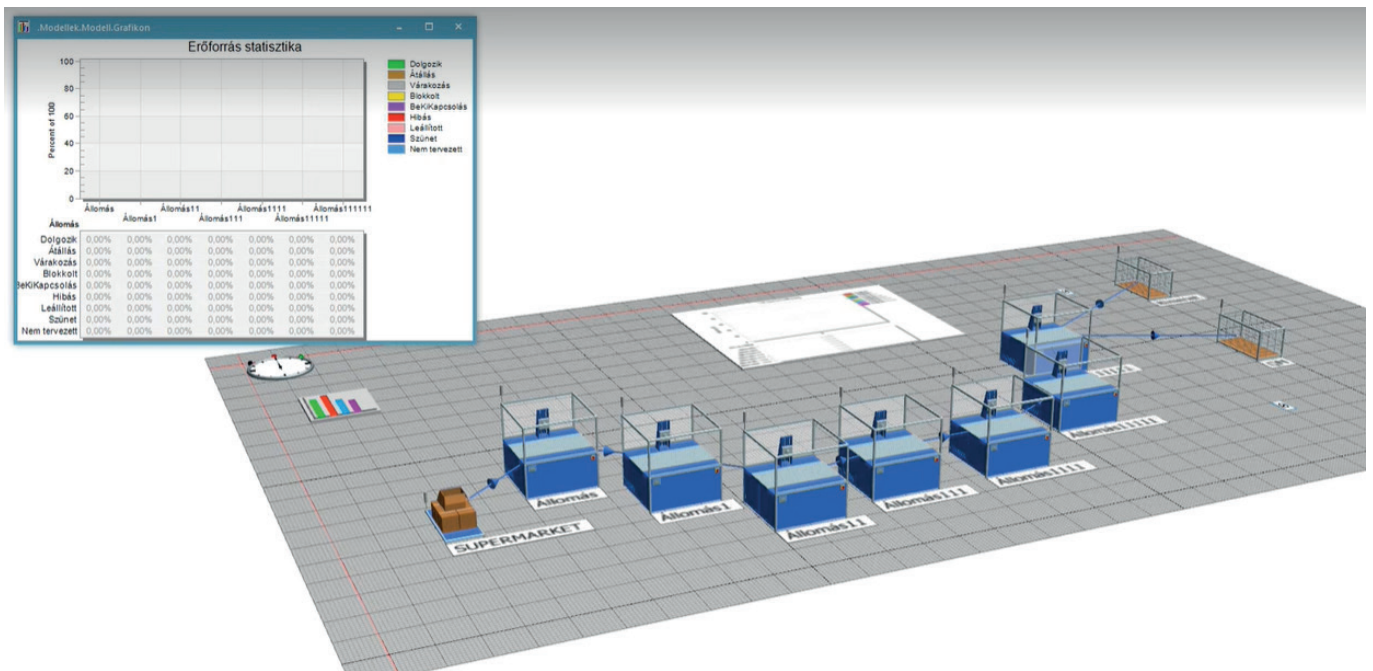 .Modellek.Modell.Grafikon
Erőforrás statisztika
Percent of 100
100
80
60
40
20
0
Dolgozik
Átállás
Várakozás
Blokkolt
BeKiKapcsolás
Hibás
Leállított
Szünet
Nem tervezett
Állomás Állomás11 Állomás1111 Állomás111111
Állomás1 Állomás111 Állomás11111
Állomás
Dolgozik 0,00% 0,00% 0,00% 0,00% 0,00% 0,00% 0,00%
Átállás 0,00% 0,00% 0,00% 0,00% 0,00% 0,00% 0,00%
Várakozás 0,00% 0,00% 0,00% 0,00% 0,00% 0,00% 0,00%
Blokkolt 0,00% 0,00% 0,00% 0,00% 0,00% 0,00% 0,00%
BeKiKapcsolás 0,00% 0,00% 0,00% 0,00% 0,00% 0,00% 0,00%
Hibás 0,00% 0,00% 0,00% 0,00% 0,00% 0,00% 0,00%
Leállított 0,00% 0,00% 0,00% 0,00% 0,00% 0,00% 0,00%
Szünet 0,00% 0,00% 0,00% 0,00% 0,00% 0,00% 0,00%
Nem tervezett 0,00% 0,00% 0,00% 0,00% 0,00% 0,00% 0,00%
SUPERMARKET
Állomás
Állomás1
Állomás11
Állomás111
Állomás1111
Állomás11111